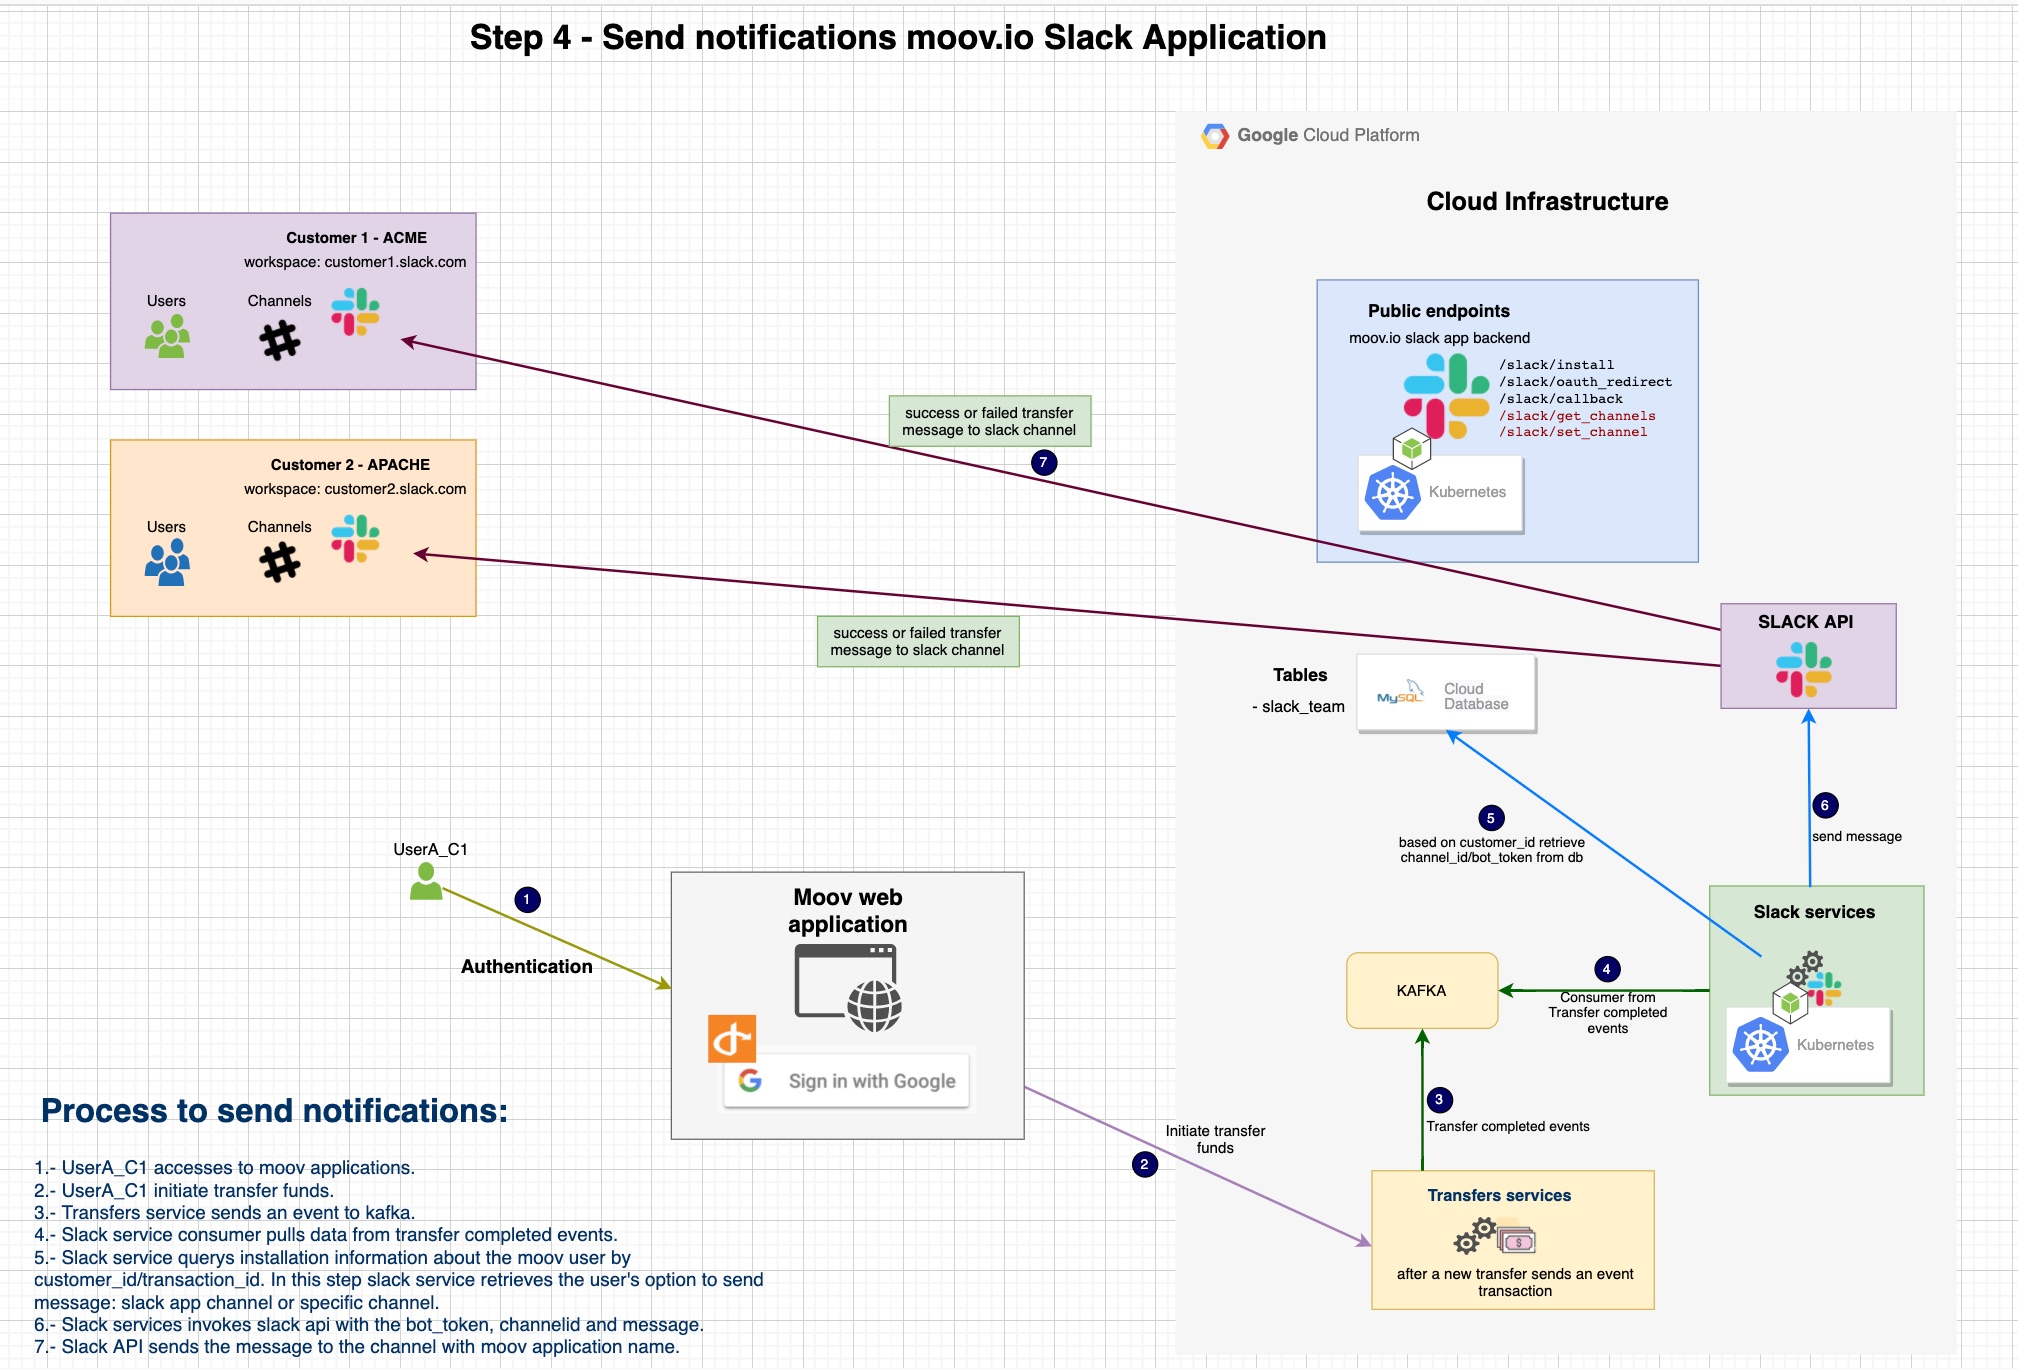 Step 4 - Send notifications moov.io Slack Application
Google Cloud Platform
Cloud Infrastructure
Customer 1 - ACME
workspace: customer1.slack.com
Users
Channels
Customer 2 - APACHE
workspace: customer2.slack.com
Users
Channels
success or failed transfer
message to slack channel
7
success or failed transfer
message to slack channel
Public endpoints
moov.io slack app backend
/slack/install
/slack/oauth_redirect
/slack/callback
/slack/get_channels
/slack/set_channel
Kubernetes
SLACK API
Tables
- slack_team
MySQL
Cloud
Database
6
send message
5
based on customer_id retrieve
channel_id/bot_token from db
UserA_C1
1
Authentication
Moov web
application
Sign in with Google
Slack services
Kubernetes
KAFKA
4
Consumer from
Transfer completed
events
3
Transfer completed events
Initiate transfer
funds
2
Transfers services
after a new transfer sends an event
transaction
Process to send notifications:
1.- UserA_C1 accesses to moov applications.
2.- UserA_C1 initiate transfer funds.
3.- Transfers service sends an event to kafka.
4.- Slack service consumer pulls data from transfer completed events.
5.- Slack service querys installation information about the moov user by
customer_id/transaction_id. In this step slack service retrieves the user's option to send
message: slack app channel or specific channel.
6.- Slack services invokes slack api with the bot_token, channelid and message.
7.- Slack API sends the message to the channel with moov application name.